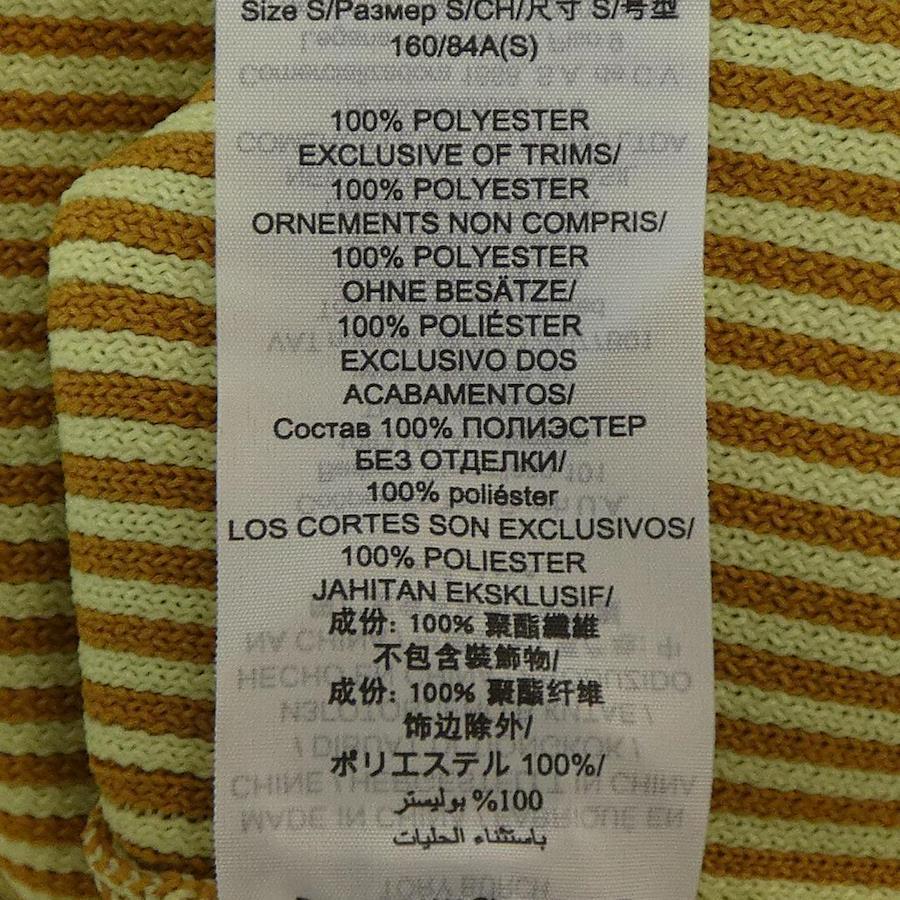 Size S/Размер S/CH/尺寸 S/号型
160/84A(S)
100% POLYESTER
EXCLUSIVE OF TRIMS/
100% POLYESTER
ORNEMENTS NON COMPRIS/
100% POLYESTER
OHNE BESÄTZE/
100% POLIÉSTER
EXCLUSIVO DOS
ACABAMENTOS/
Состав 100% ПОЛИЭСТЕР
БЕЗ ОТДЕЛКИ/
100% poliéster
LOS CORTES SON EXCLUSIVOS/
100% POLIESTER
JAHITAN EKSKLUSIF/
成份: 100% 聚酯纖維
不包含裝飾物/
成份: 100% 聚酯纤维
饰边除外/
ポリエステル 100%/
100% بوليستر
باستثناء الحليات